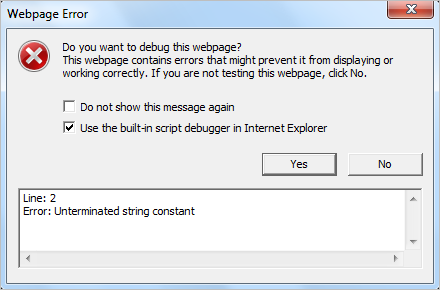 Webpage Error
Do you want to debug this webpage?
This webpage contains errors that might prevent it from displaying or
working correctly. If you are not testing this webpage, click No.
Do not show this message again
Use the built-in script debugger in Internet Explorer
Yes No
Line: 2
Error: Unterminated string constant